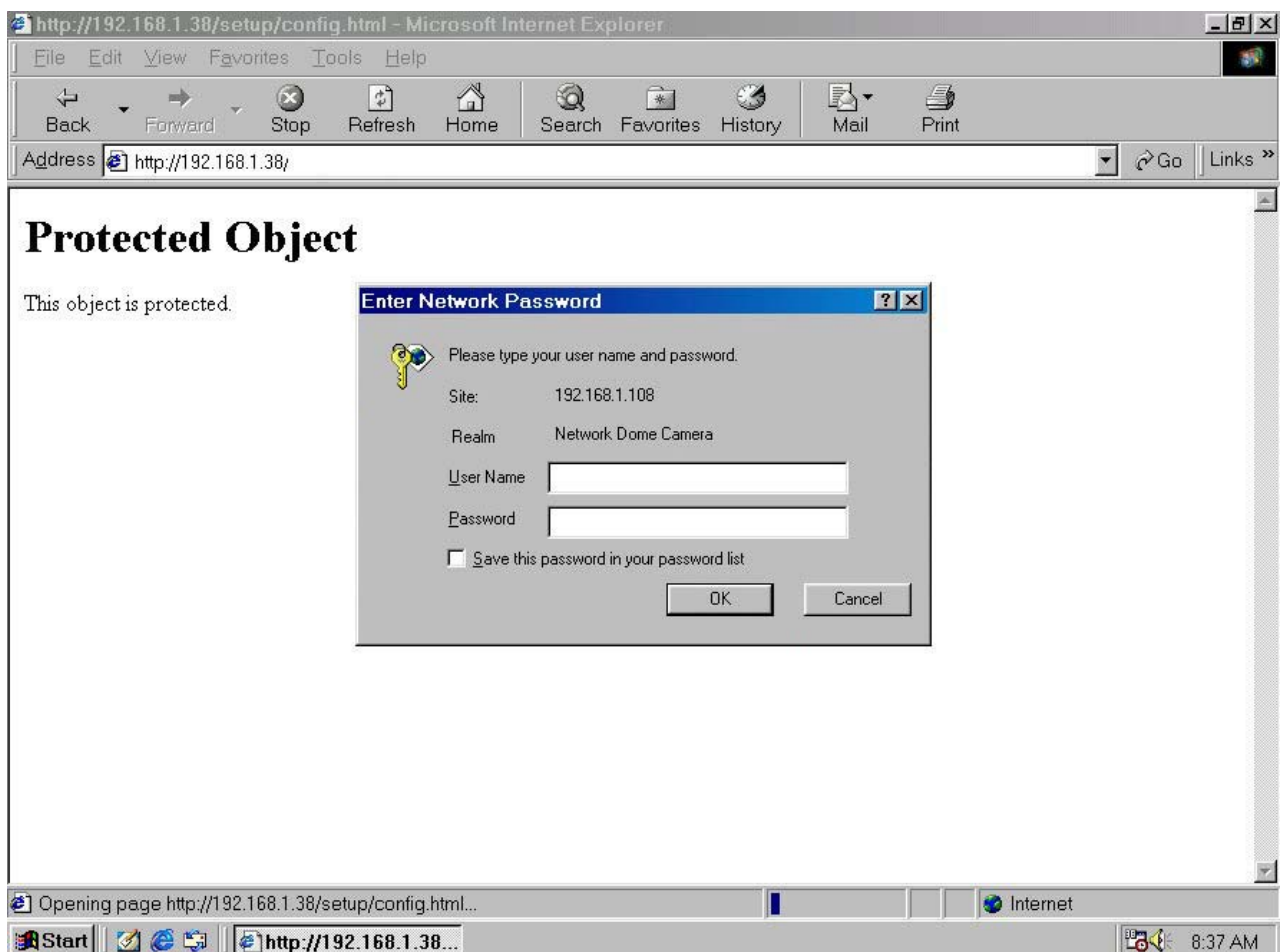 http://192.168.1.38/setup/config.html - Microsoft Internet Explorer
File Edit View Favorites Tools Help
Back Forward Stop Refresh Home Search Favorites History Mail Print
Address http://192.168.1.38/ Go Links »
Protected Object
This object is protected.
Enter Network Password
Please type your user name and password.
Site: 192.168.1.108
Realm Network Dome Camera
User Name
Password
Save this password in your password list
OK Cancel
Opening page http://192.168.1.38/setup/config.html... Internet
Start http://192.168.1.38... 8:37 AM